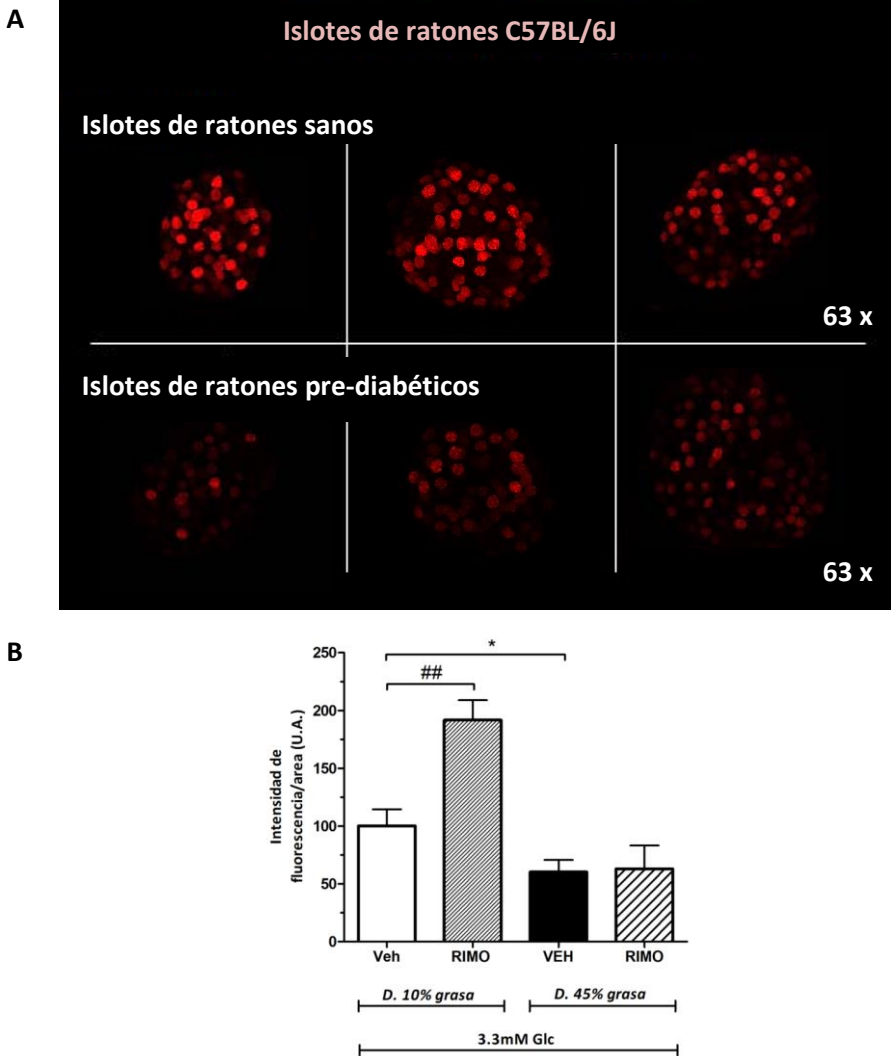 A
Islotes de ratones C57BL/6J
Islotes de ratones sanos
63 x
Islotes de ratones pre-diabéticos
63 x
B
Intensidad de
fluorescencia/area (U.A.)
250
200
150
100
50
0
*
##
Veh RIMO VEH RIMO
D. 10% grasa D. 45% grasa
3.3mM Glc